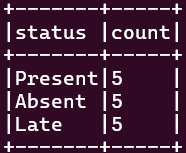 +-------+-----+
|status |count|
+-------+-----+
|Present|5    |
|Absent |5    |
|Late   |5    |
+-------+-----+